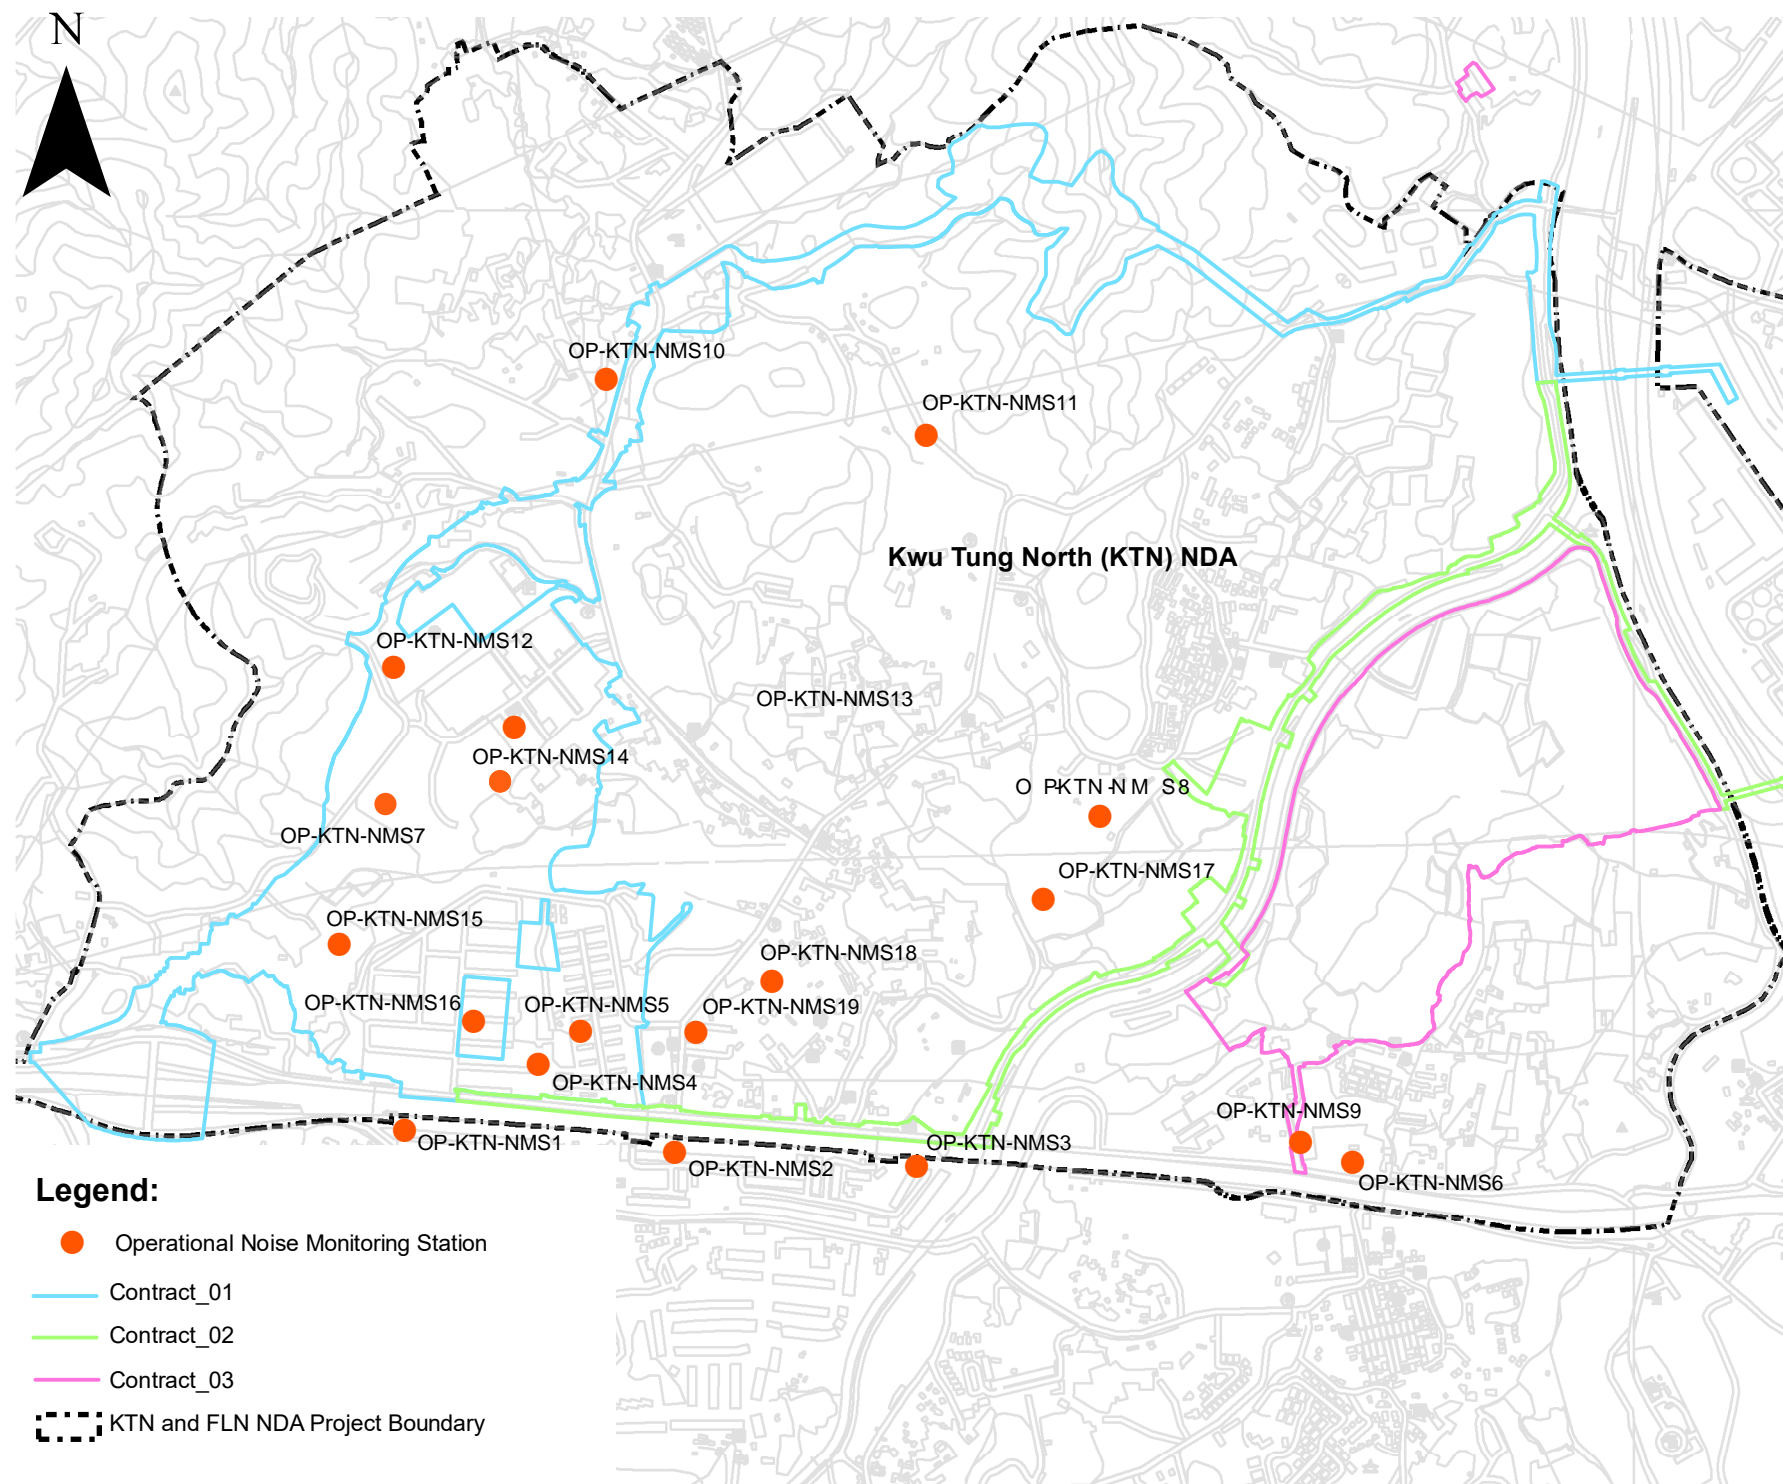 N
OP-KTN-NMS10
OP-KTN-NMS11
Kwu Tung North (KTN) NDA
OP-KTN-NMS12
OP-KTN-NMS13
OP-KTN-NMS14
O PKTN-NM S8
OP-KTN-NMS7
OP-KTN-NMS17
OP-KTN-NMS15
OP-KTN-NMS18
OP-KTN-NMS16
OP-KTN-NMS5
OP-KTN-NMS19
OP-KTN-NMS4
OP-KTN-NMS9
OP-KTN-NMS1
OP-KTN-NMS3
OP-KTN-NMS2
OP-KTN-NMS6
Legend:
Operational Noise Monitoring Station
Contract_01
Contract_02
Contract_03
KTN and FLN NDA Project Boundary